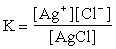 K = [Ag⁺][Cl⁻] / [AgCl]